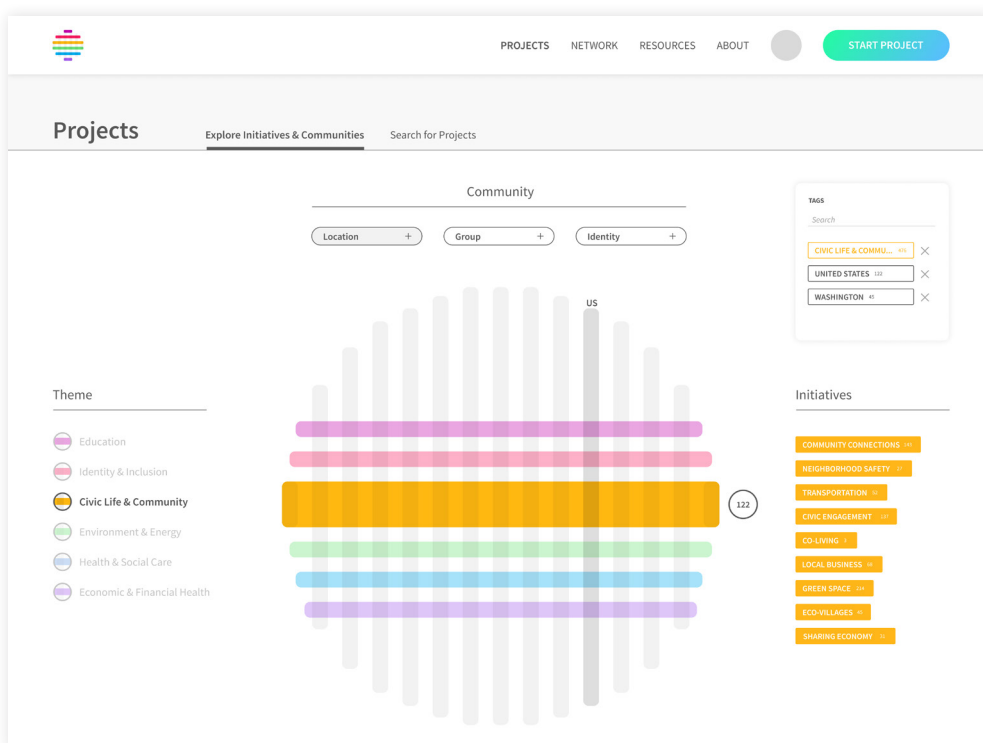 PROJECTS NETWORK RESOURCES ABOUT START PROJECT
Projects
Explore Initiatives & Communities Search for Projects
Community
Location + Group + Identity +
TAGS
Search
CIVIC LIFE & COMMU...
UNITED STATES 122
WASHINGTON
US
Theme
Education
Identity & Inclusion
Civic Life & Community
Environment & Energy
Health & Social Care
Economic & Financial Health
122
Initiatives
COMMUNITY CONNECTIONS
NEIGHBORHOOD SAFETY
TRANSPORTATION
CIVIC ENGAGEMENT
CO-LIVING
LOCAL BUSINESS
GREEN SPACE
ECO-VILLAGES
SHARING ECONOMY